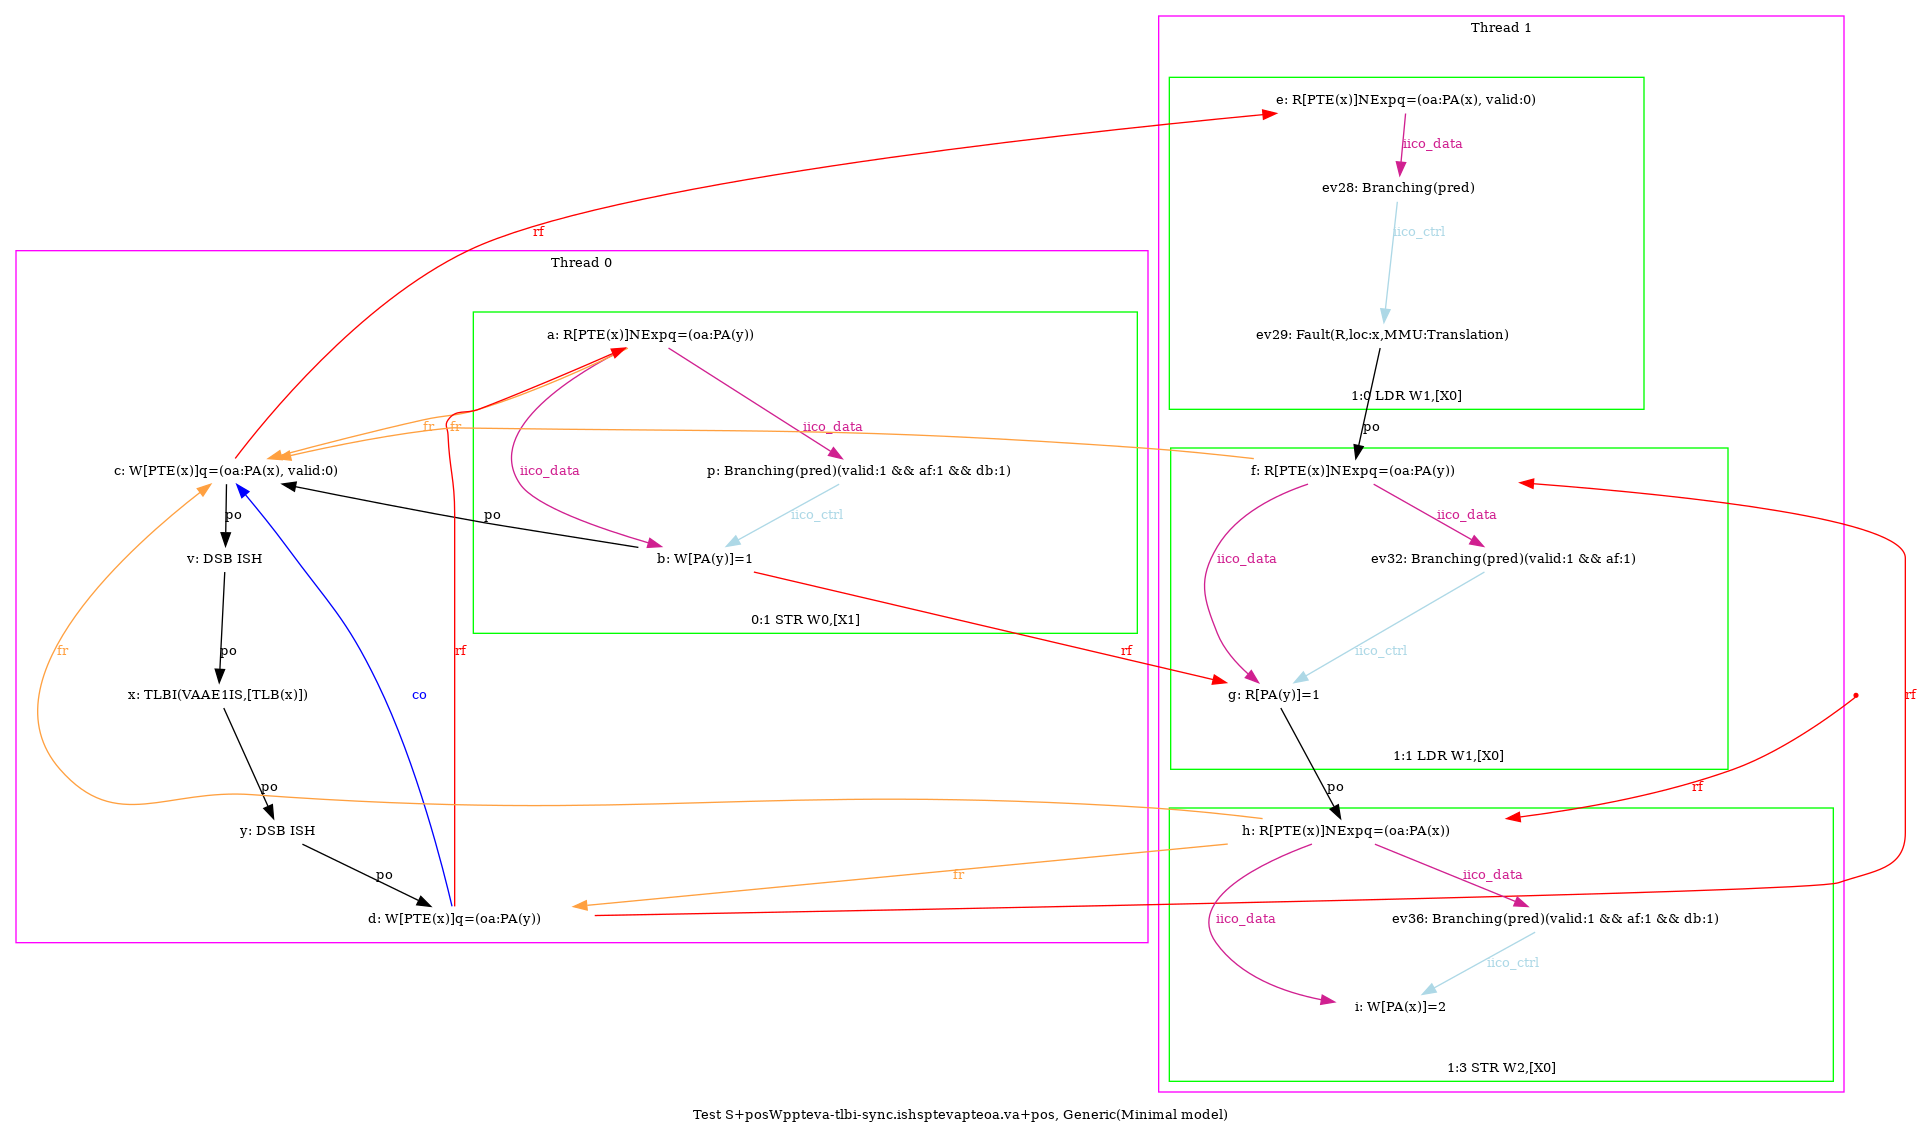 Thread 1
e: R[PTE(x)]NExpq=(oa:PA(x), valid:0)
iico_data
ev28: Branching(pred)
rf
iico_ctrl
Thread 0
a: R[PTE(x)]NExpq=(oa:PA(y))
ev29: Fault(R,loc:x,MMU:Translation)
1:0 LDR W1,[X0]
fr
fr
iico_data
po
c: W[PTE(x)]q=(oa:PA(x), valid:0)
iico_data
p: Branching(pred)(valid:1 && af:1 && db:1)
f: R[PTE(x)]NExpq=(oa:PA(y))
po
po
iico_ctrl
iico_data
v: DSB ISH
b: W[PA(y)]=1
iico_data
ev32: Branching(pred)(valid:1 && af:1)
0:1 STR W0,[X1]
fr
po
rf
rf
iico_ctrl
x: TLBI(VAAE1IS,[TLB(x)])
co
g: R[PA(y)]=1
rf
1:1 LDR W1,[X0]
po
po
rf
y: DSB ISH
h: R[PTE(x)]NExpq=(oa:PA(x))
po
fr
iico_data
d: W[PTE(x)]q=(oa:PA(y))
iico_data
ev36: Branching(pred)(valid:1 && af:1 && db:1)
iico_ctrl
i: W[PA(x)]=2
1:3 STR W2,[X0]
Test S+posWppteva-tlbi-sync.ishsptevapteoa.va+pos, Generic(Minimal model)